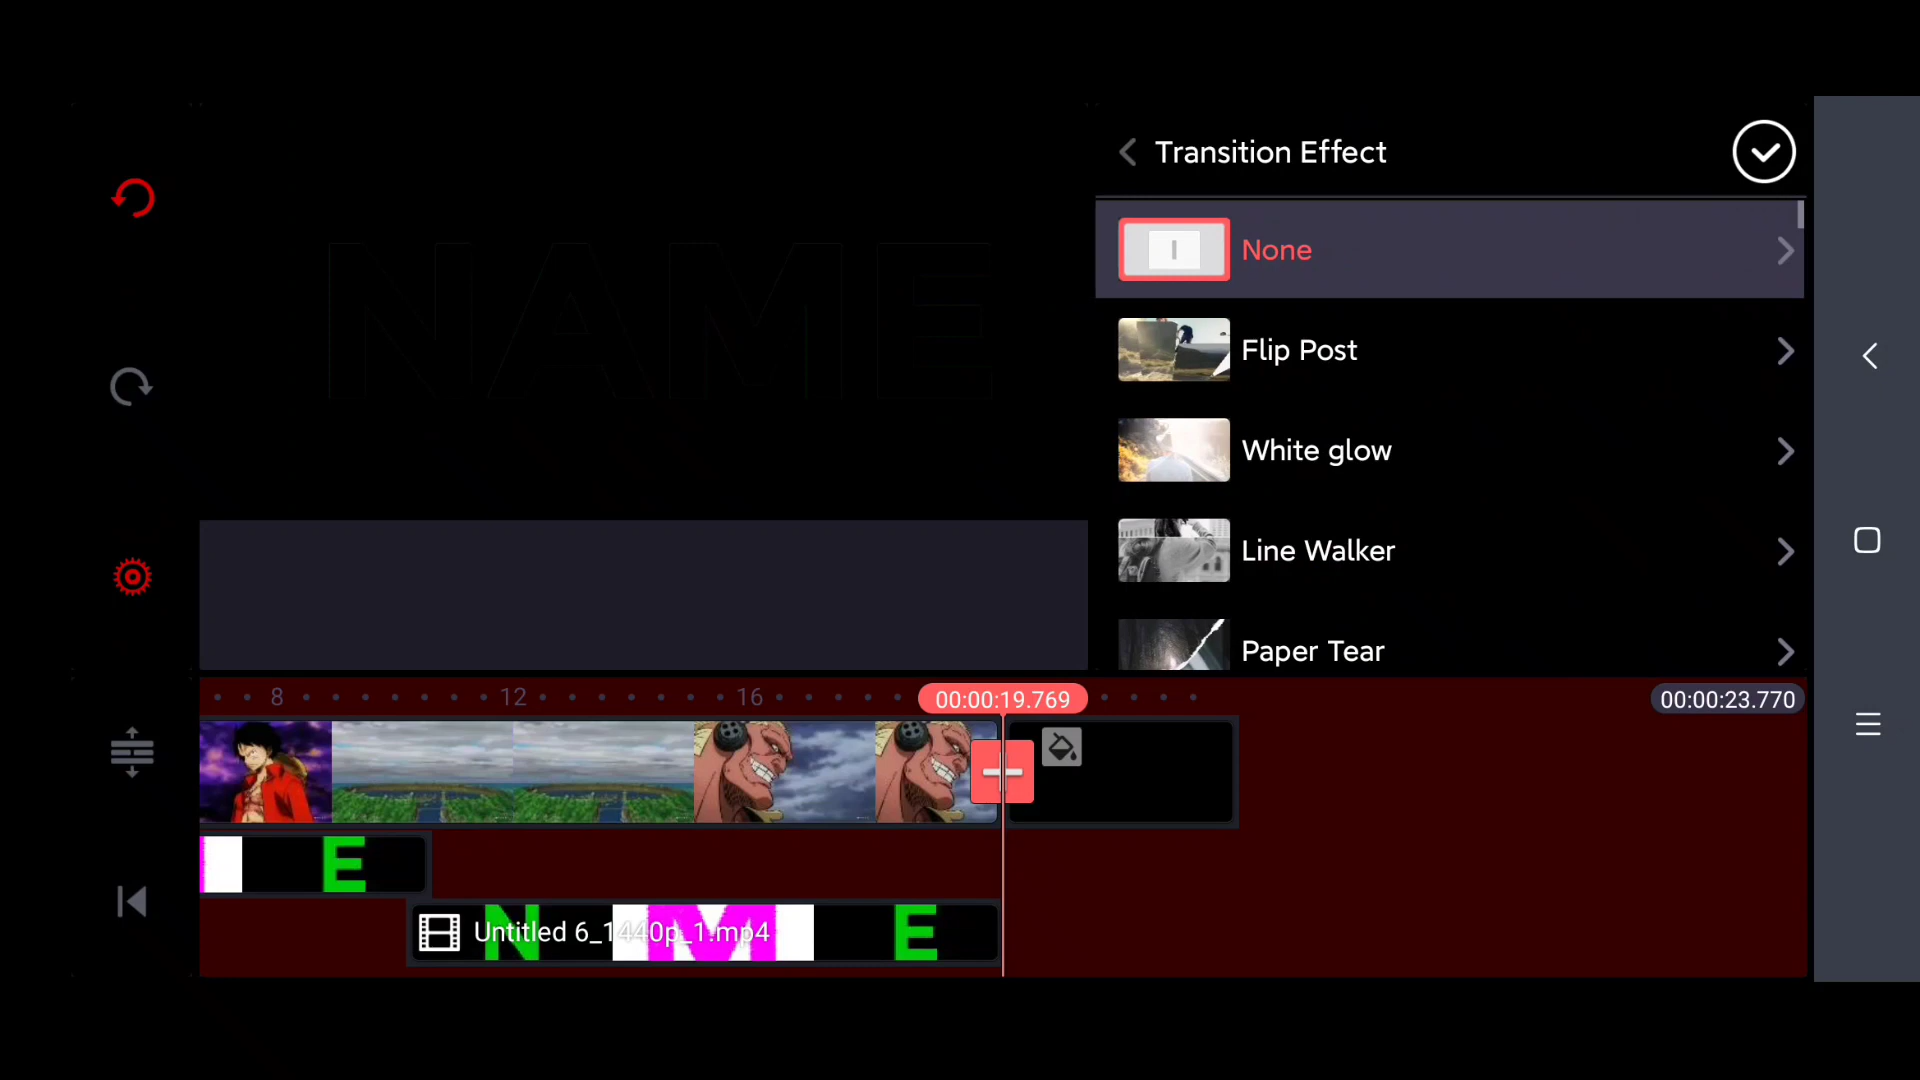 Transition Effect
None
NAME
Flip Post
White glow
Line Walker
Paper Tear
8
12
16
00:00:19.769
00:00:23.770
E
Untitled 6_1440p_1.mp4
N
M
E